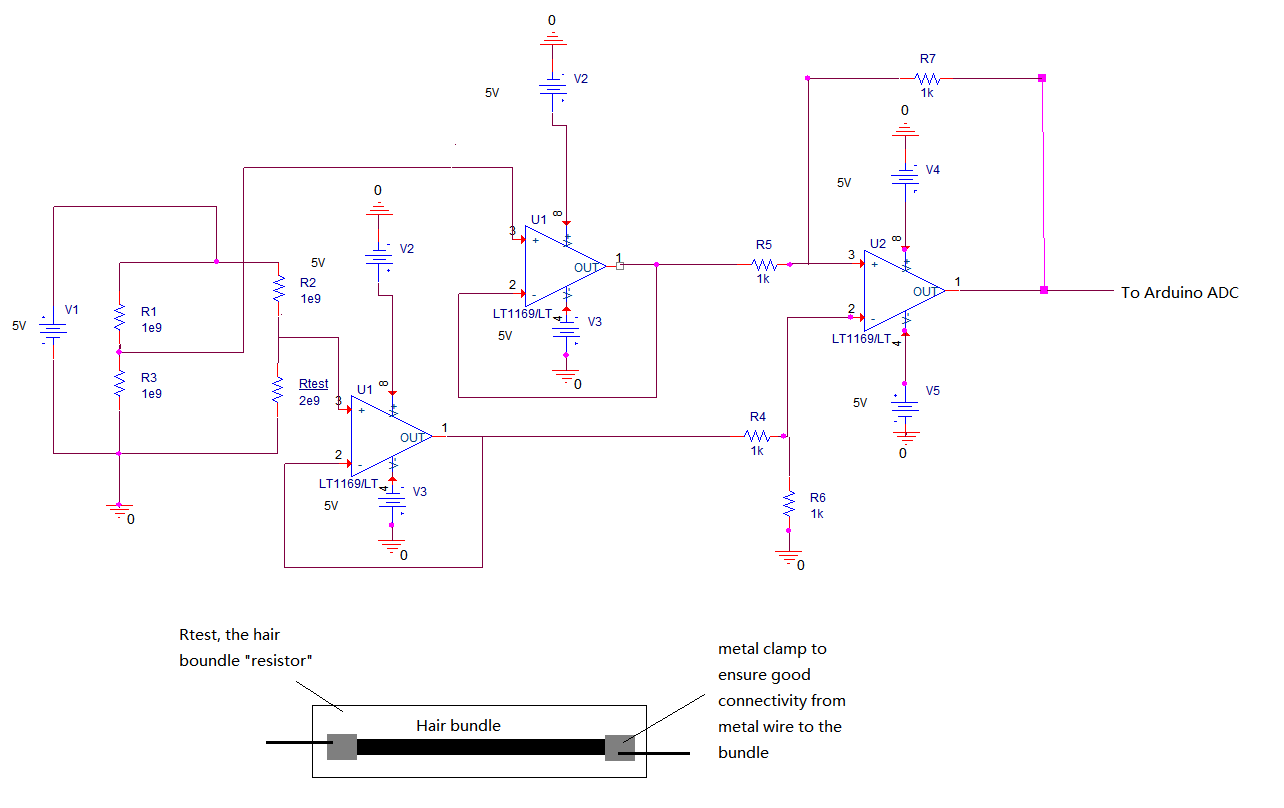 0
V2
5V
R7
1k
0
V4
5V
0
V2
5V
8
3
U1
+
V+
1
OUT
2
-
V-
LT1169/LT
4
V3
5V
0
R5
1k
8
U2
3
+
V+
1
OUT
To Arduino ADC
2
-
V-
LT1169/LT
4
V5
5V
0
V1
5V
R1
1e9
R2
1e9
R3
1e9
Rtest
2e9
0
8
U1
3
+
V+
1
OUT
2
-
V-
LT1169/LT
4
V3
5V
0
R4
1k
R6
1k
0
Rtest, the hair
boundle "resistor"
Hair bundle
metal clamp to
ensure good
connectivity from
metal wire to the
bundle